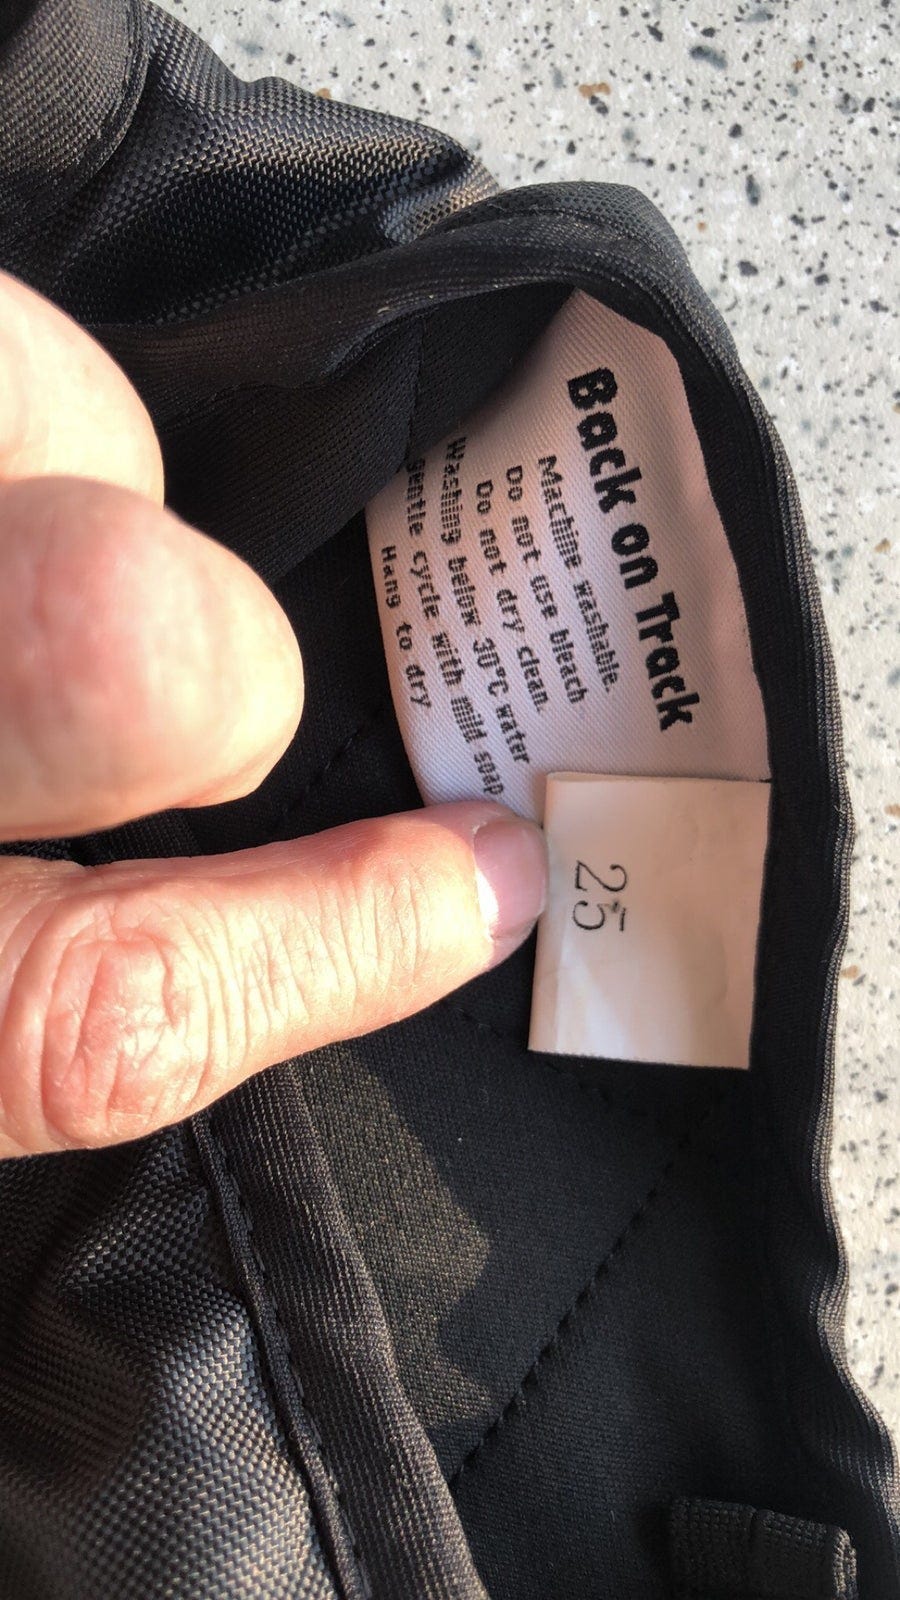 Back on Track
Machine washable.
Do not use bleach
Do not dry clean.
Washing below 30°C water
gentle cycle with mild soap
Hang to dry
25